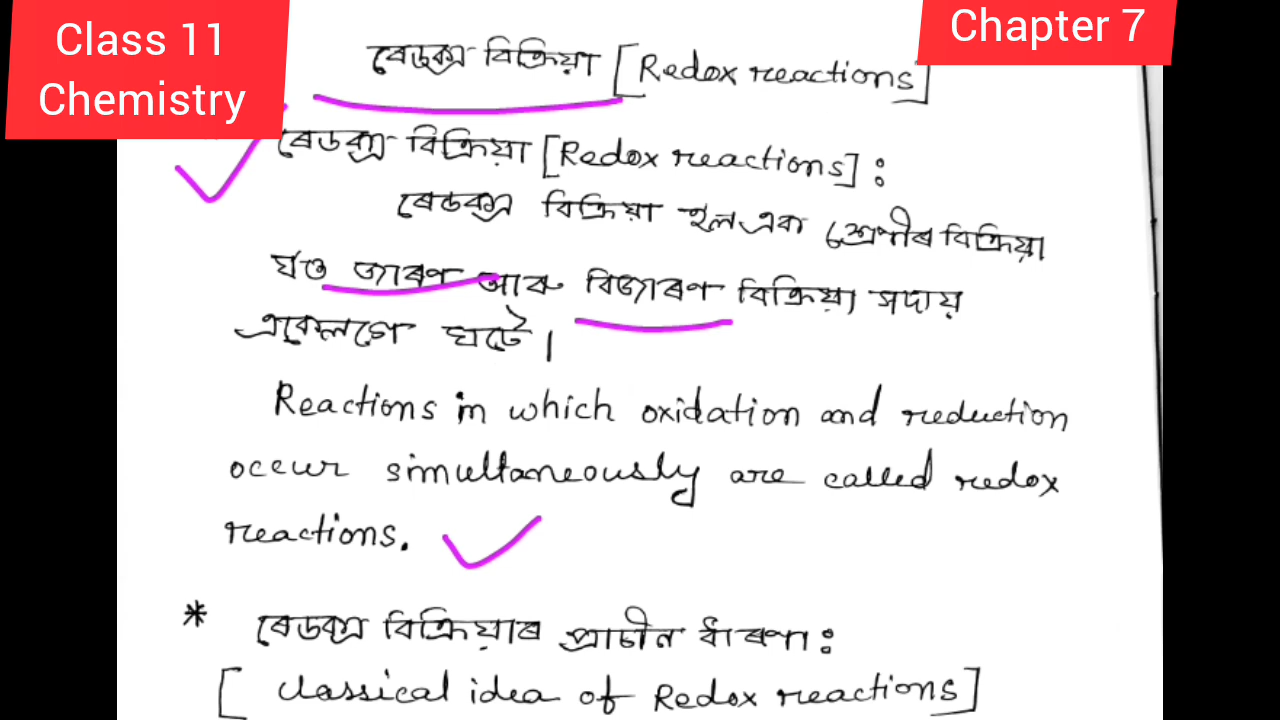 Class 11
Chemistry
Chapter 7
ৰেডক্স বিক্ৰিয়া [Redox reactions]
ৰেডক্স বিক্ৰিয়া [Redox reactions] :
ৰেডক্স বিক্ৰিয়া হ'ল এক শ্ৰেণীৰ বিক্ৰিয়া
য'ত জাৰণ আৰু বিজাৰণ বিক্ৰিয়া সদায়
একেলগে ঘটে।
Reactions in which oxidation and reduction
occur simultaneously are called redox
reactions.
* ৰেডক্স বিক্ৰিয়াৰ প্ৰাচীন ধাৰণা :
[ classical idea of Redox reactions]